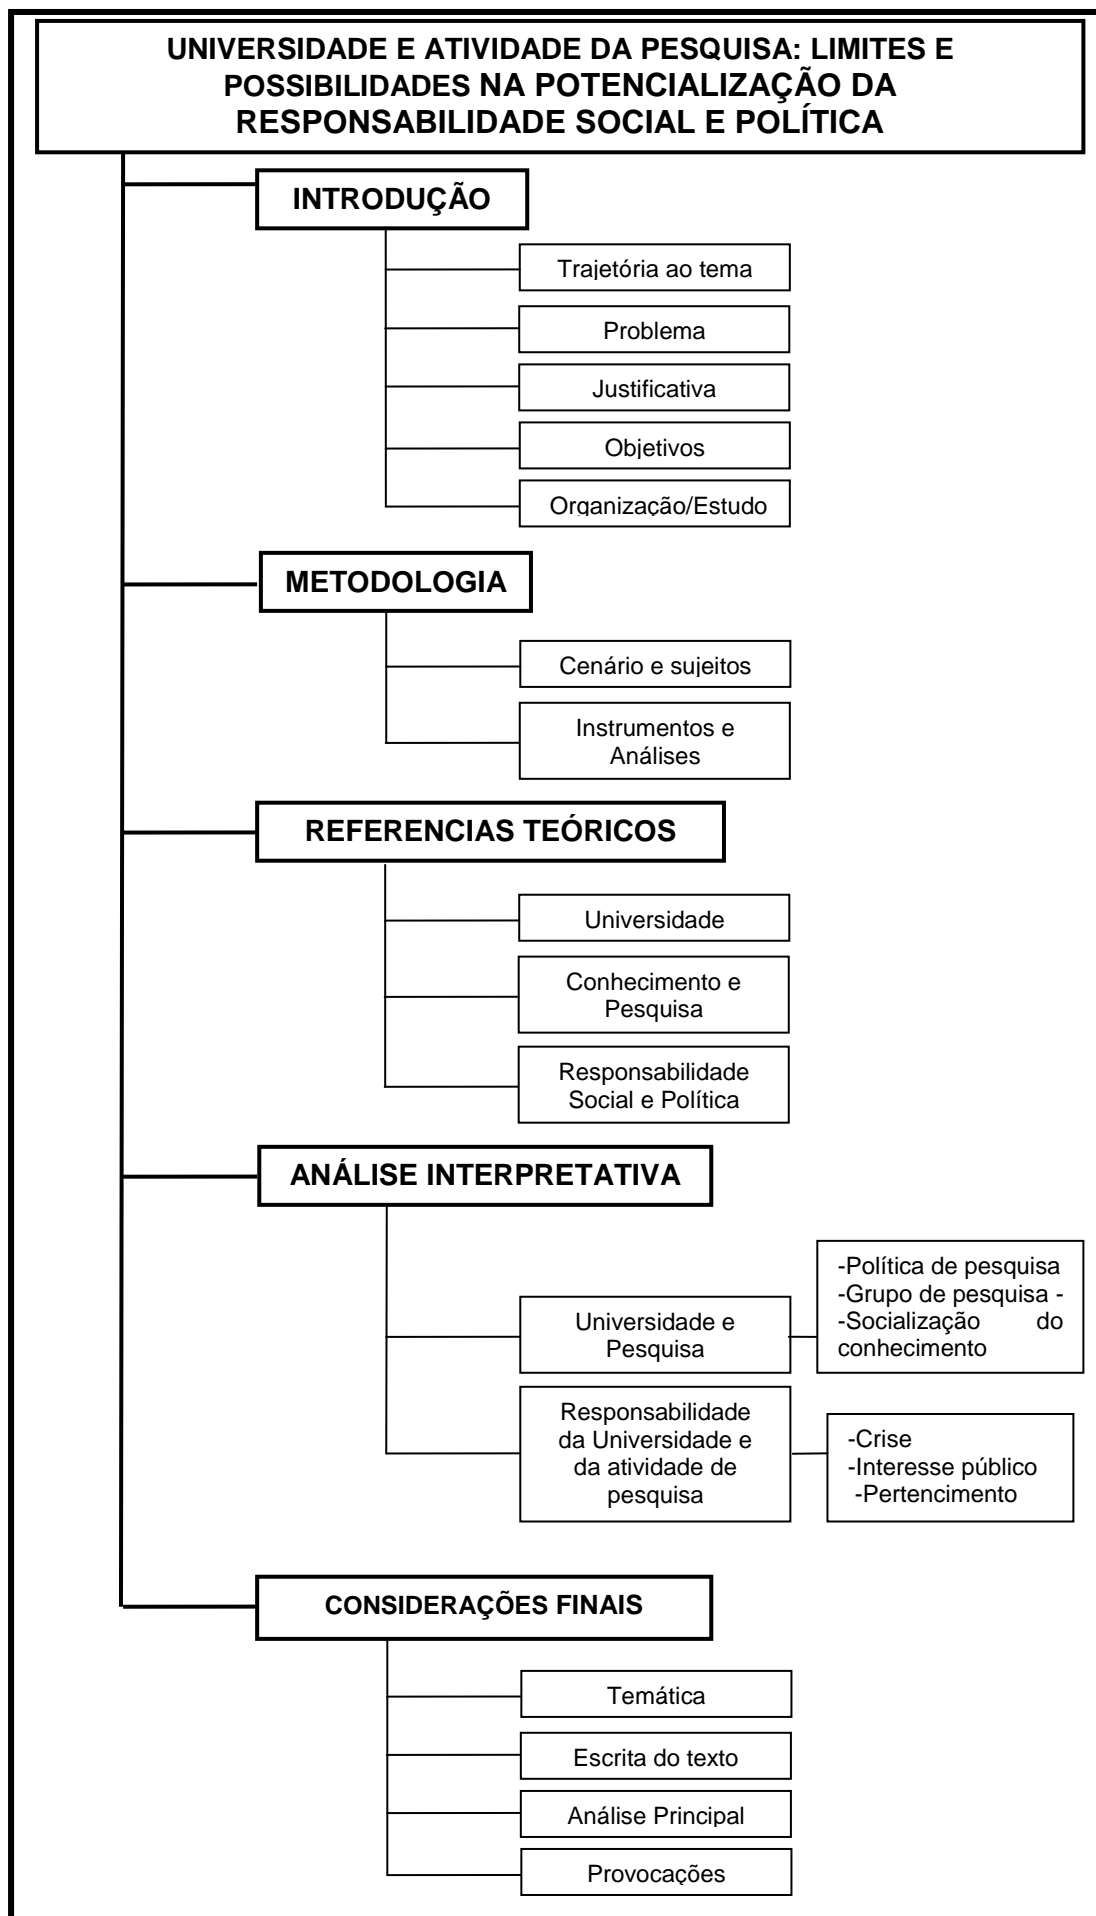 UNIVERSIDADE E ATIVIDADE DA PESQUISA: LIMITES E
POSSIBILIDADES NA POTENCIALIZAÇÃO DA
RESPONSABILIDADE SOCIAL E POLÍTICA
INTRODUÇÃO
Trajetória ao tema
Problema
Justificativa
Objetivos
Organização/Estudo
METODOLOGIA
Cenário e sujeitos
Instrumentos e
Análises
REFERENCIAS TEÓRICOS
Universidade
Conhecimento e
Pesquisa
Responsabilidade
Social e Política
ANÁLISE INTERPRETATIVA
Universidade e
Pesquisa
-Política de pesquisa
-Grupo de pesquisa -
-Socialização do
conhecimento
Responsabilidade
da Universidade e
da atividade de
pesquisa
-Crise
-Interesse público
-Pertencimento
CONSIDERAÇÕES FINAIS
Temática
Escrita do texto
Análise Principal
Provocações